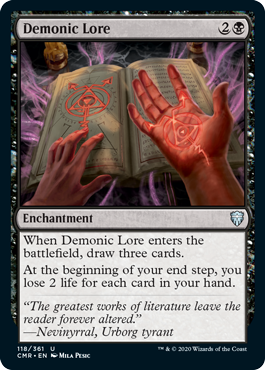 Demonic Lore 2
Enchantment
When Demonic Lore enters the
battlefield, draw three cards.
At the beginning of your end step, you
lose 2 life for each card in your hand.
“The greatest works of literature leave the
reader forever altered.”
—Nevinyrral, Urborg tyrant
118/361 U
CMR • EN Mila Pesic
™ & © 2020 Wizards of the Coast